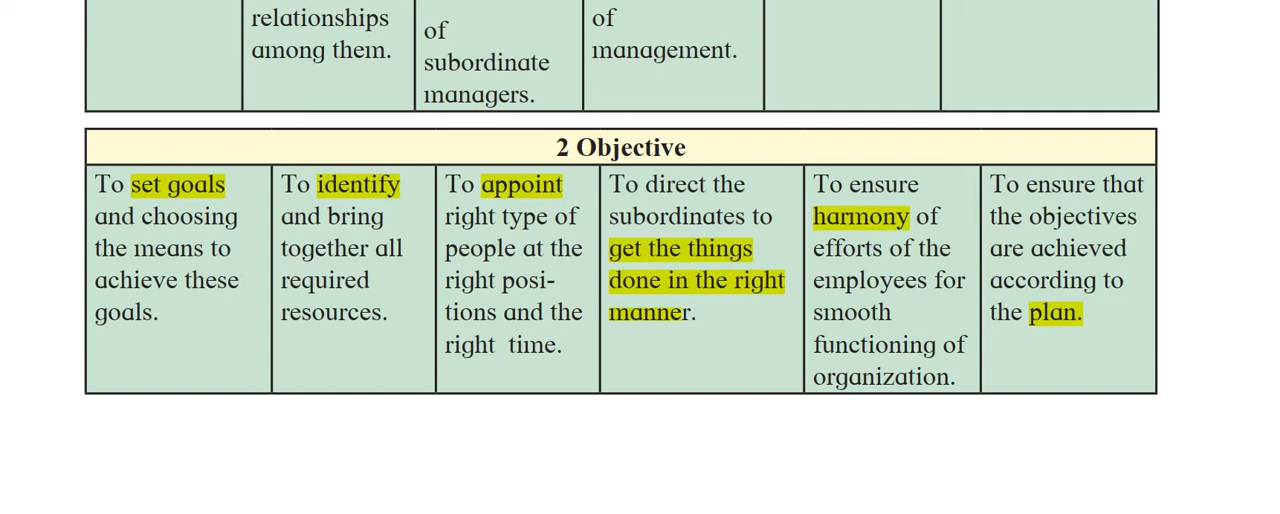 relationships
among them.
of
subordinate
managers.
of
management.
2 Objective
To set goals
and choosing
the means to
achieve these
goals.
To identify
and bring
together all
required
resources.
To appoint
right type of
people at the
right posi-
tions and the
right time.
To direct the
subordinates to
get the things
done in the right
manner.
To ensure
harmony of
efforts of the
employees for
smooth
functioning of
organization.
To ensure that
the objectives
are achieved
according to
the plan.